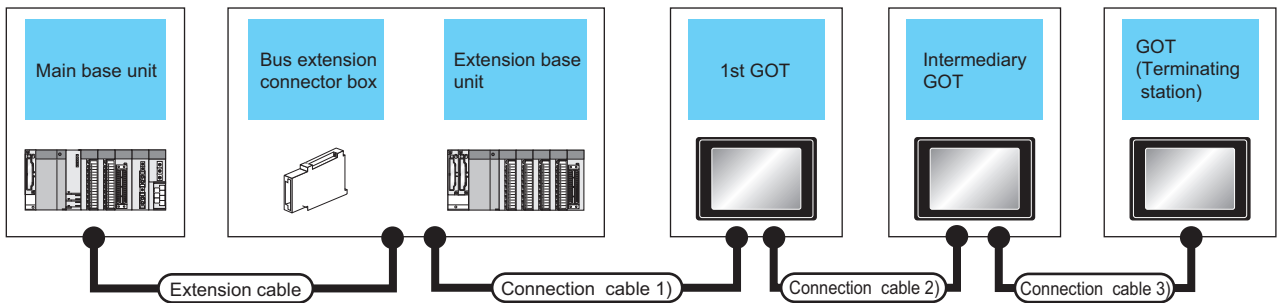 Main base unit
Bus extension
connector box
Extension base
unit
1st GOT
Intermediary
GOT
GOT
(Terminating
station)
Extension cable
Connection cable 1)
Connection cable 2)
Connection cable 3)